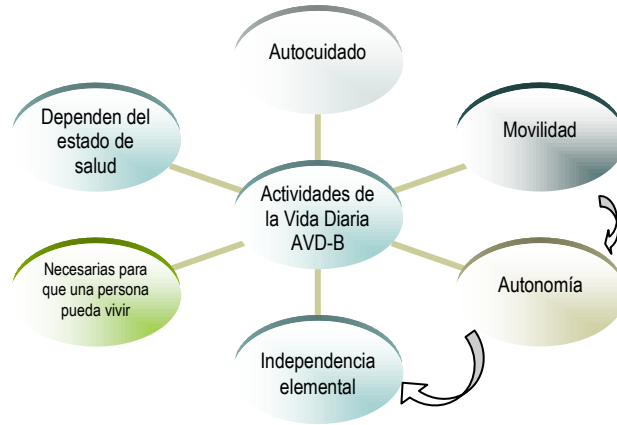 Autocuidado
Dependen del
estado de
salud
Movilidad
Actividades de
la Vida Diaria
AVD-B
Necesarias para
que una persona
pueda vivir
Autonomía
Independencia
elemental